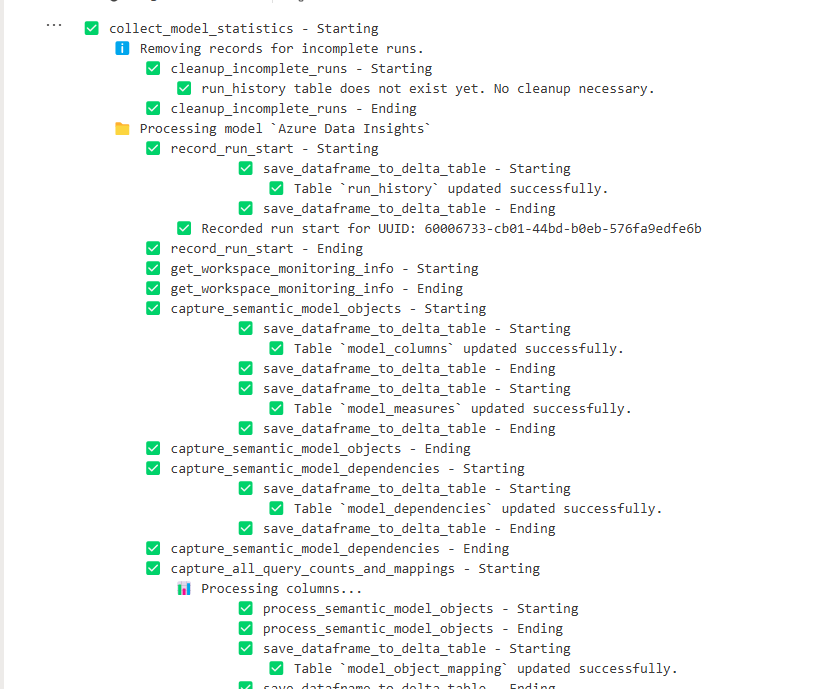 ...
collect_model_statistics - Starting
Removing records for incomplete runs.
cleanup_incomplete_runs - Starting
run_history table does not exist yet. No cleanup necessary.
cleanup_incomplete_runs - Ending
Processing model `Azure Data Insights`
record_run_start - Starting
save_dataframe_to_delta_table - Starting
Table `run_history` updated successfully.
save_dataframe_to_delta_table - Ending
Recorded run start for UUID: 60006733-cb01-44bd-b0eb-576fa9edfe6b
record_run_start - Ending
get_workspace_monitoring_info - Starting
get_workspace_monitoring_info - Ending
capture_semantic_model_objects - Starting
save_dataframe_to_delta_table - Starting
Table `model_columns` updated successfully.
save_dataframe_to_delta_table - Ending
save_dataframe_to_delta_table - Starting
Table `model_measures` updated successfully.
save_dataframe_to_delta_table - Ending
capture_semantic_model_objects - Ending
capture_semantic_model_dependencies - Starting
save_dataframe_to_delta_table - Starting
Table `model_dependencies` updated successfully.
save_dataframe_to_delta_table - Ending
capture_semantic_model_dependencies - Ending
capture_all_query_counts_and_mappings - Starting
Processing columns...
process_semantic_model_objects - Starting
process_semantic_model_objects - Ending
save_dataframe_to_delta_table - Starting
Table `model_object_mapping` updated successfully.
save_dataframe_to_delta_table - Ending